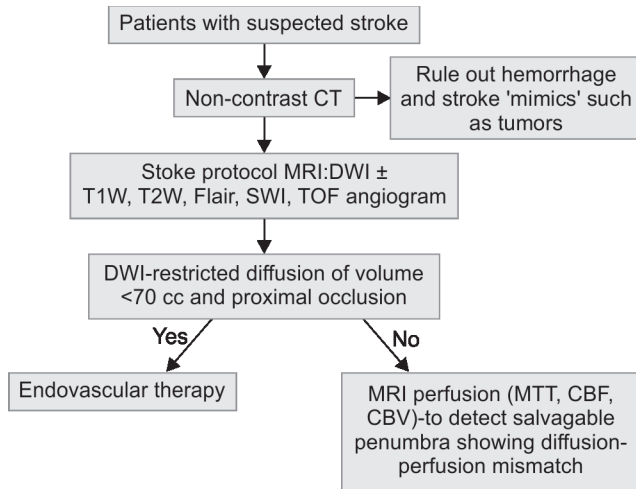 Patients with suspected stroke
Non-contrast CT
Rule out hemorrhage
and stroke 'mimics' such
as tumors
Stoke protocol MRI:DWI ±
T1W, T2W, Flair, SWI, TOF angiogram
DWI-restricted diffusion of volume
<70 cc and proximal occlusion
Yes
No
Endovascular therapy
MRI perfusion (MTT, CBF,
CBV)-to detect salvagable
penumbra showing diffusion-
perfusion mismatch